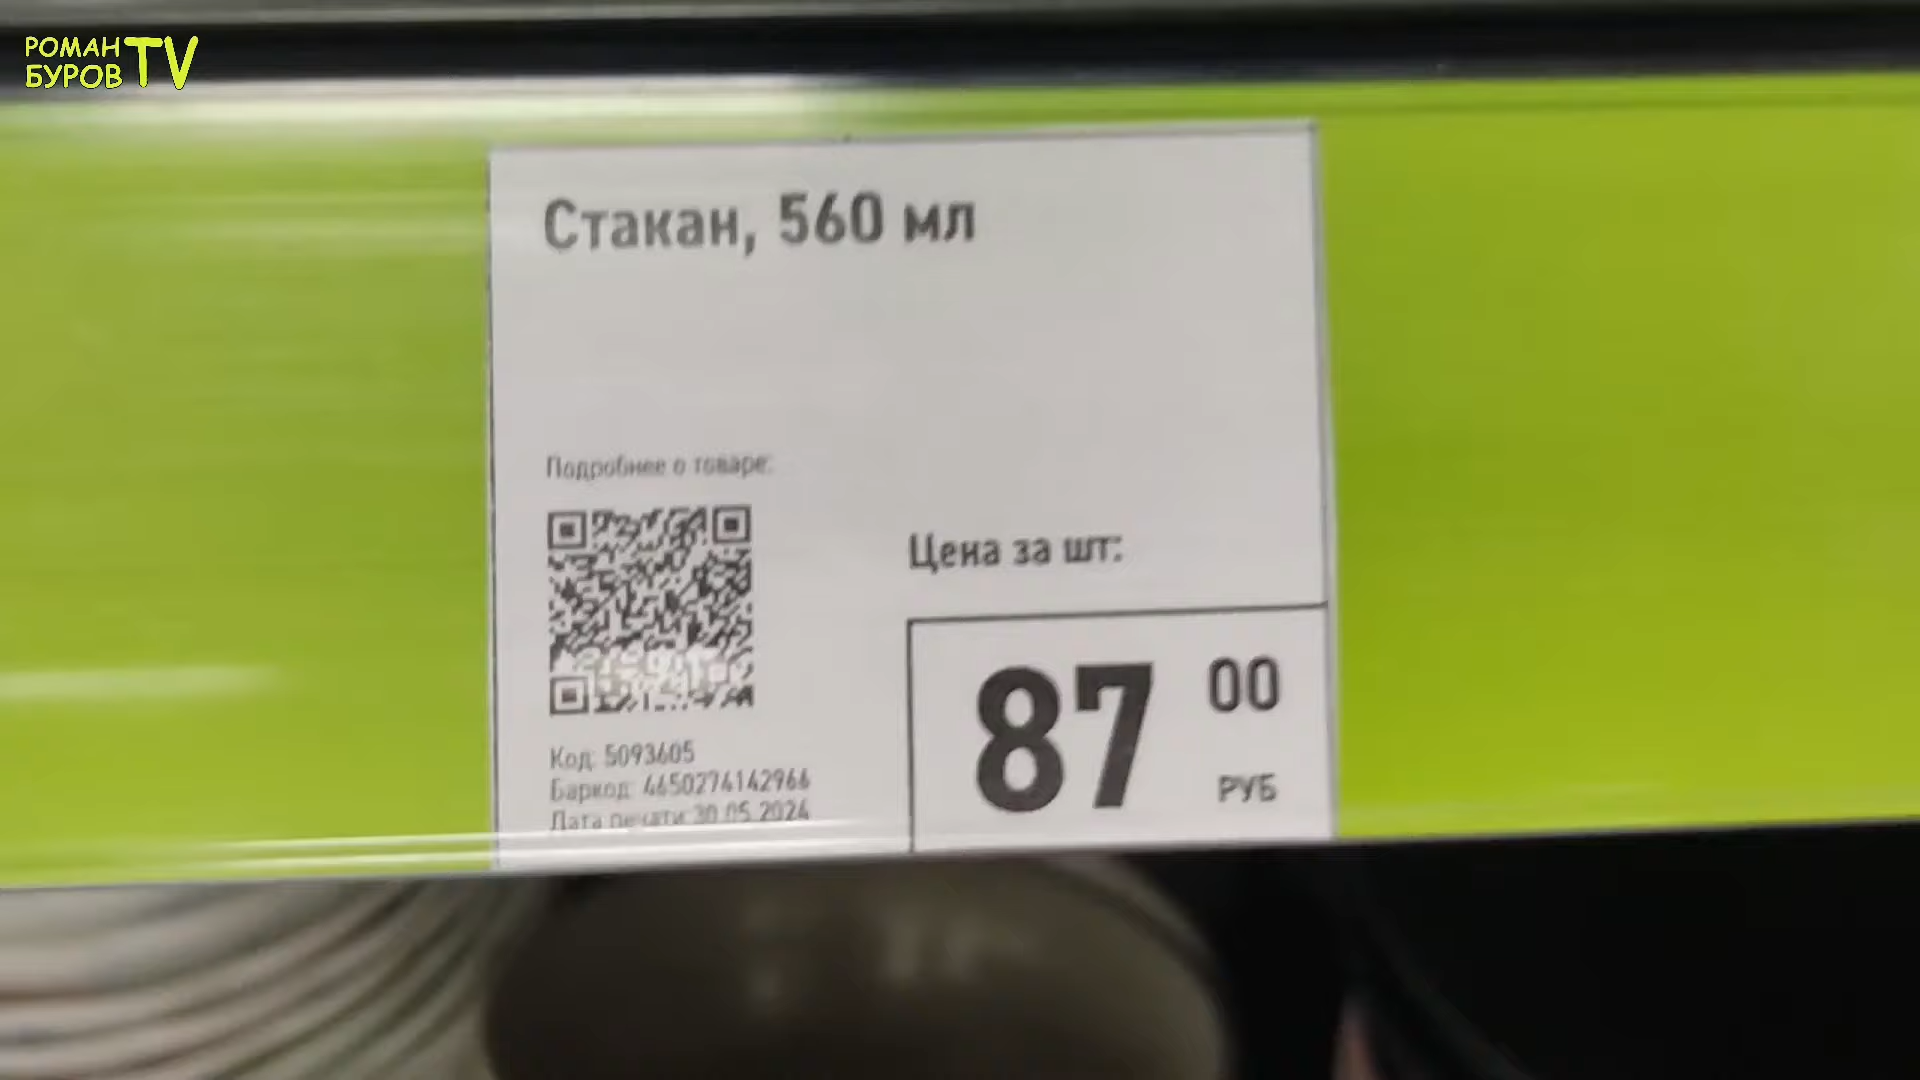 РОМАН
БУРОВ TV
Стакан, 560 мл
Подробнее о товаре:
Цена за шт:
87 00
РУБ
Код: 5093605
Баркод: 4650274142966
Дата печати: 30.05.2024